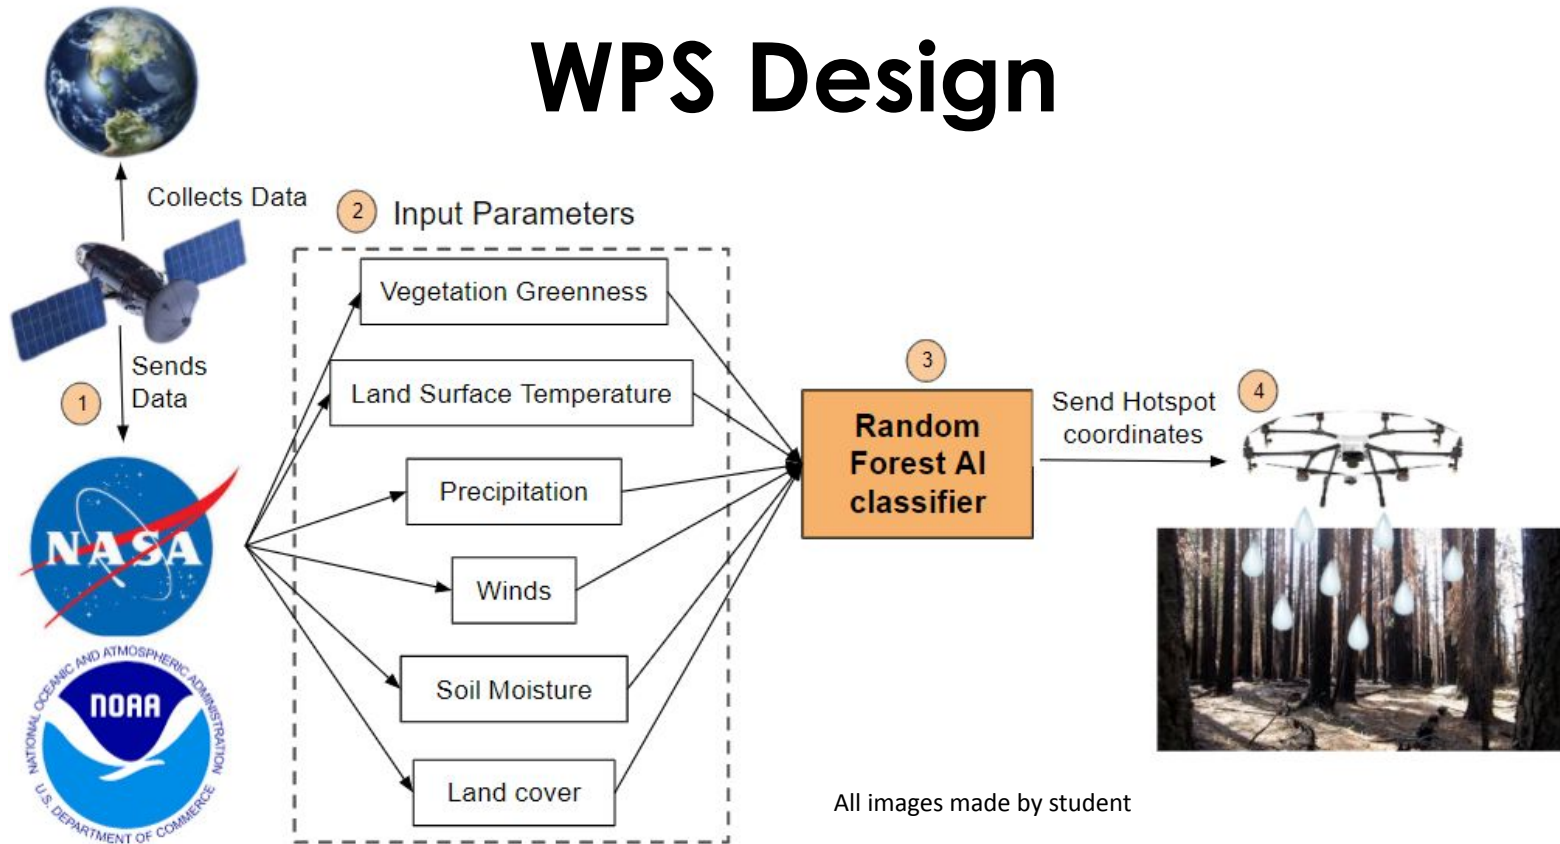 WPS Design
Collects Data
2
Input Parameters
Vegetation Greenness
Sends
Data
1
Land Surface Temperature
Precipitation
Winds
Soil Moisture
Land cover
3
Random
Forest AI
classifier
Send Hotspot
coordinates
4
NASA
NATIONAL OCEANIC AND ATMOSPHERIC ADMINISTRATION
NOAA
U.S. DEPARTMENT OF COMMERCE
All images made by student